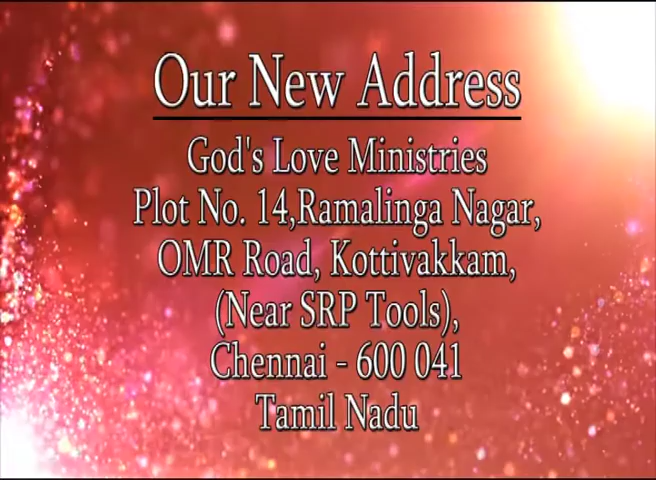 Our New Address
God's Love Ministries
Plot No. 14,Ramalinga Nagar,
OMR Road, Kottivakkam,
(Near SRP Tools),
Chennai - 600 041
Tamil Nadu